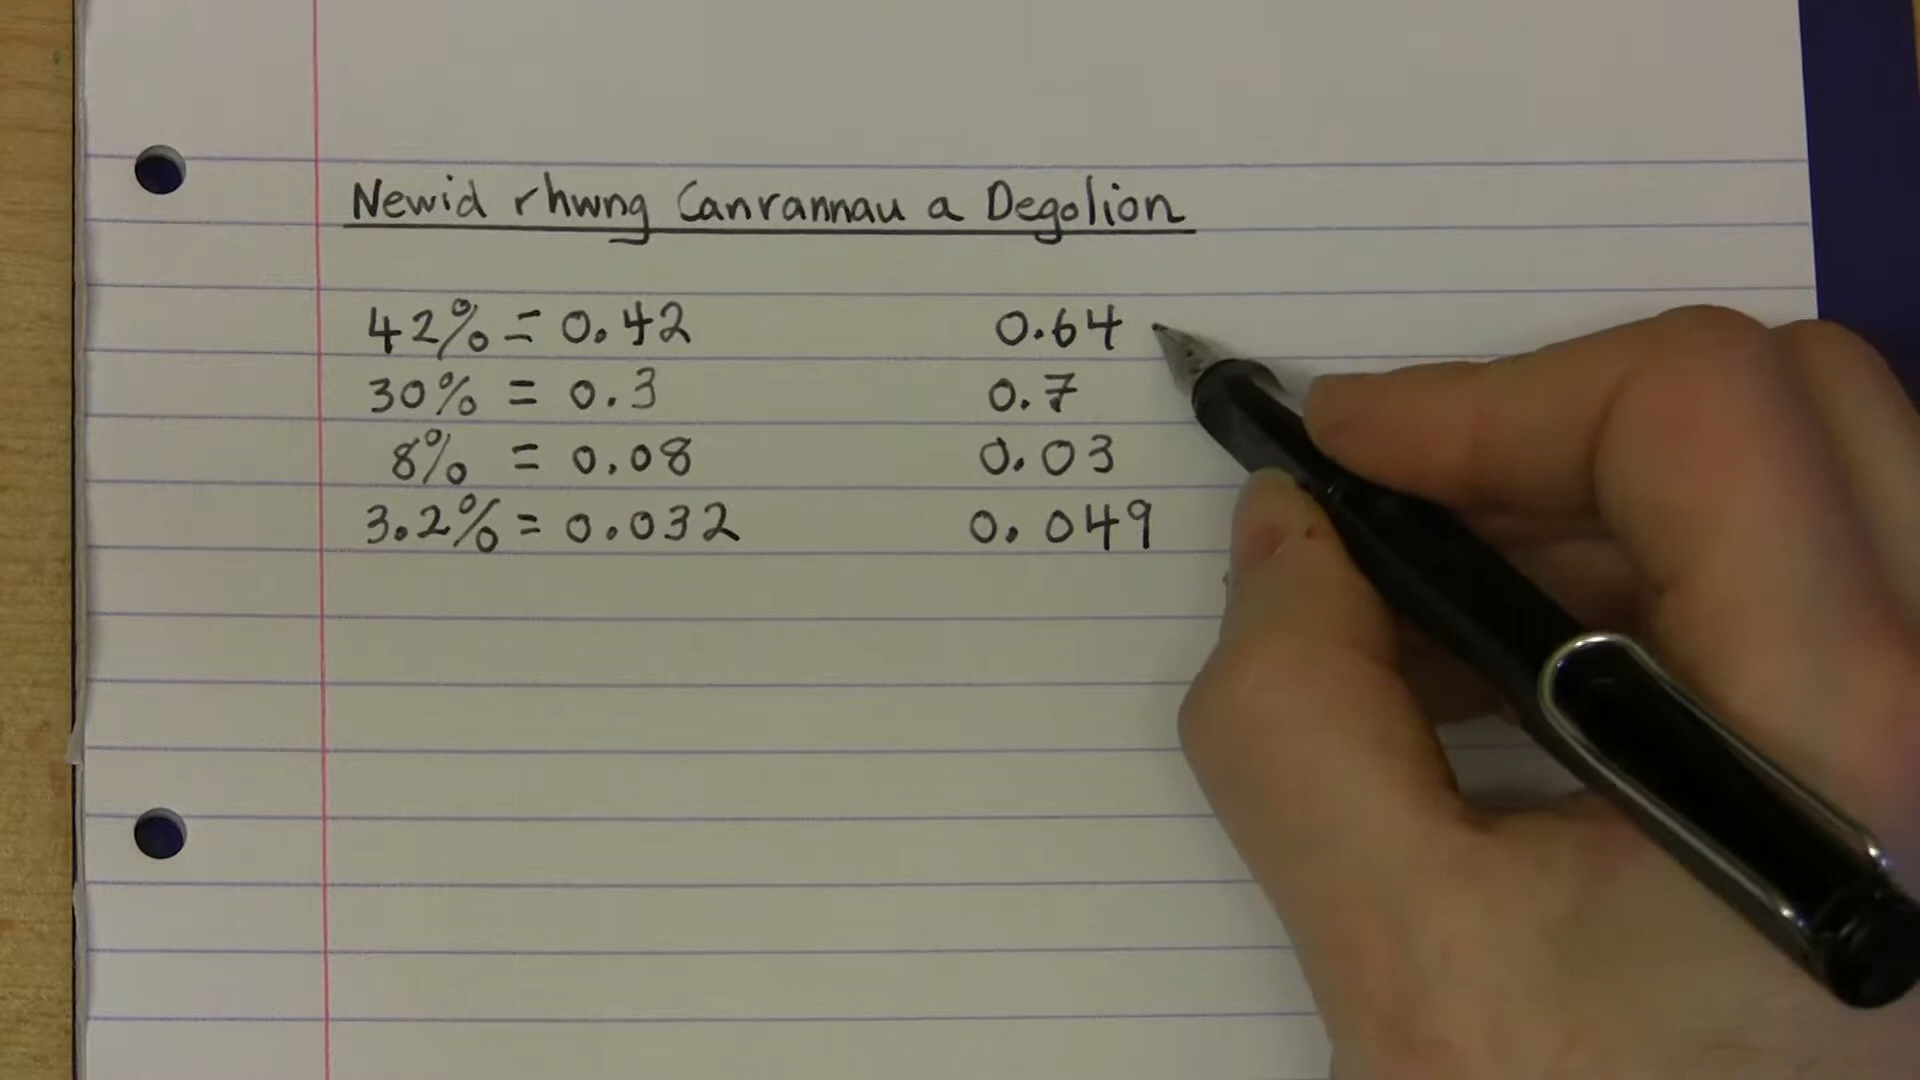 Newid rhwng Canrannau a Degolion
42% = 0.42 0.64
30% = 0.3 0.7
8% = 0.08 0.03
3.2% = 0.032 0.049